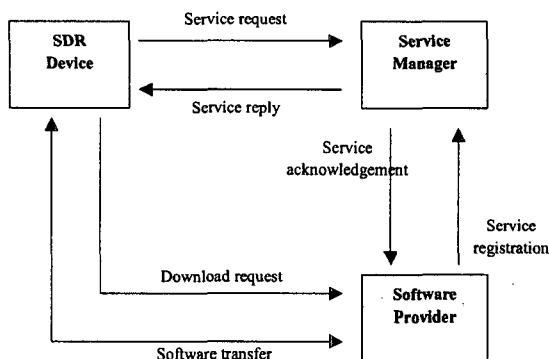 Service request
SDR
Device
Service
Manager
Service reply
Service
acknowledgement
Service
registration
Download request
Software
Provider
Software transfer